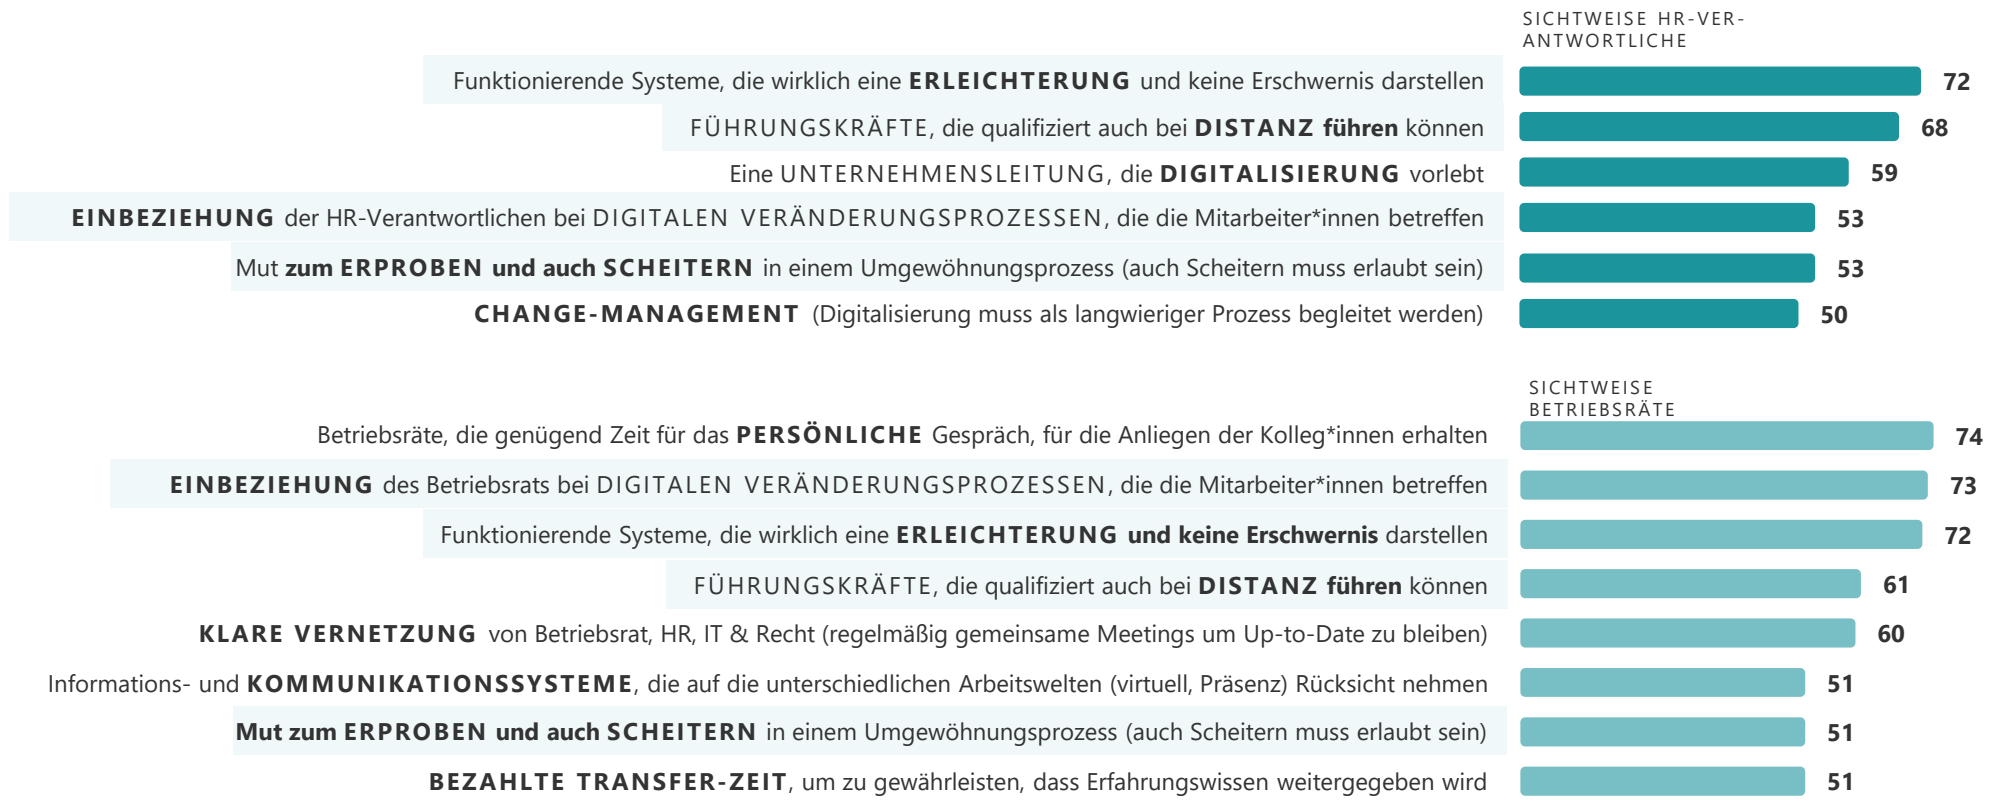 SICHTWEISE HR-VER-
ANTWORTLICHE
Funktionierende Systeme, die wirklich eine ERLEICHTERUNG und keine Erschwernis darstellen 72
FÜHRUNGSKRÄFTE, die qualifiziert auch bei DISTANZ führen können 68
Eine UNTERNEHMENSLEITUNG, die DIGITALISIERUNG vorlebt 59
EINBEZIEHUNG der HR-Verantwortlichen bei DIGITALEN VERÄNDERUNGSPROZESSEN, die die Mitarbeiter*innen betreffen 53
Mut zum ERPROBEN und auch SCHEITERN in einem Umgewöhnungsprozess (auch Scheitern muss erlaubt sein) 53
CHANGE-MANAGEMENT (Digitalisierung muss als langwieriger Prozess begleitet werden) 50
SICHTWEISE
BETRIEBSRÄTE
Betriebsräte, die genügend Zeit für das PERSÖNLICHE Gespräch, für die Anliegen der Kolleg*innen erhalten 74
EINBEZIEHUNG des Betriebsrats bei DIGITALEN VERÄNDERUNGSPROZESSEN, die die Mitarbeiter*innen betreffen 73
Funktionierende Systeme, die wirklich eine ERLEICHTERUNG und keine Erschwernis darstellen 72
FÜHRUNGSKRÄFTE, die qualifiziert auch bei DISTANZ führen können 61
KLARE VERNETZUNG von Betriebsrat, HR, IT & Recht (regelmäßig gemeinsame Meetings um Up-to-Date zu bleiben) 60
Informations- und KOMMUNIKATIONSSYSTEME, die auf die unterschiedlichen Arbeitswelten (virtuell, Präsenz) Rücksicht nehmen 51
Mut zum ERPROBEN und auch SCHEITERN in einem Umgewöhnungsprozess (auch Scheitern muss erlaubt sein) 51
BEZAHLTE TRANSFER-ZEIT, um zu gewährleisten, dass Erfahrungswissen weitergegeben wird 51